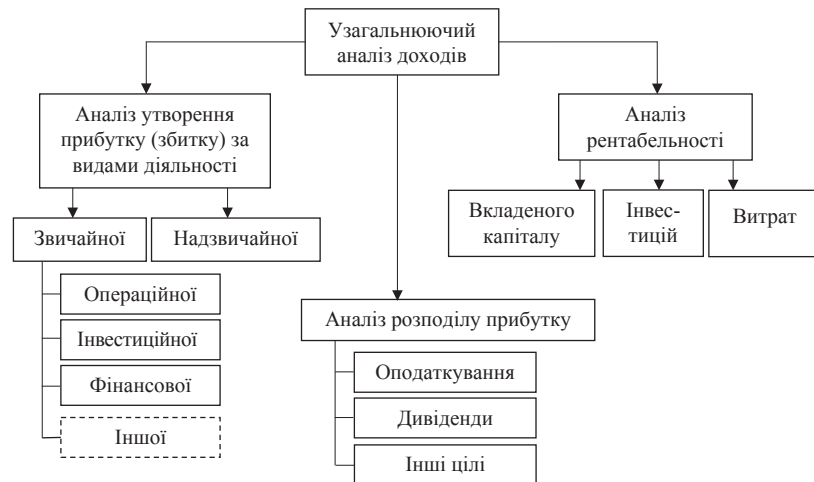 Узагальнюючий
аналіз доходів
Аналіз утворення
прибутку (збитку) за
видами діяльності
Звичайної
Надзвичайної
Операційної
Інвестиційної
Фінансової
Іншої
Аналіз розподілу прибутку
Оподаткування
Дивіденди
Інші цілі
Аналіз
рентабельності
Вкладеного
капіталу
Інвес-
тицій
Витрат